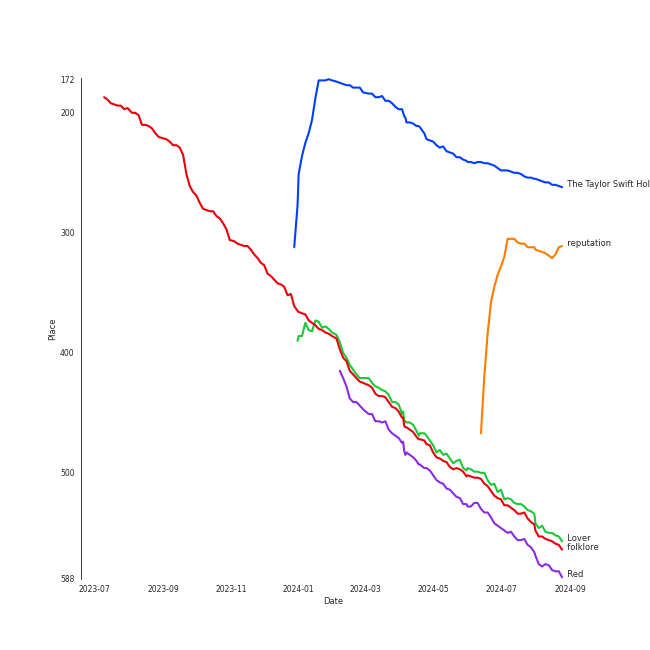 172
200
300
400
500
588
Place
The Taylor Swift Hol
reputation
Lover
folklore
Red
2023-07
2023-09
2023-11
2024-01
2024-03
2024-05
2024-07
2024-09
Date